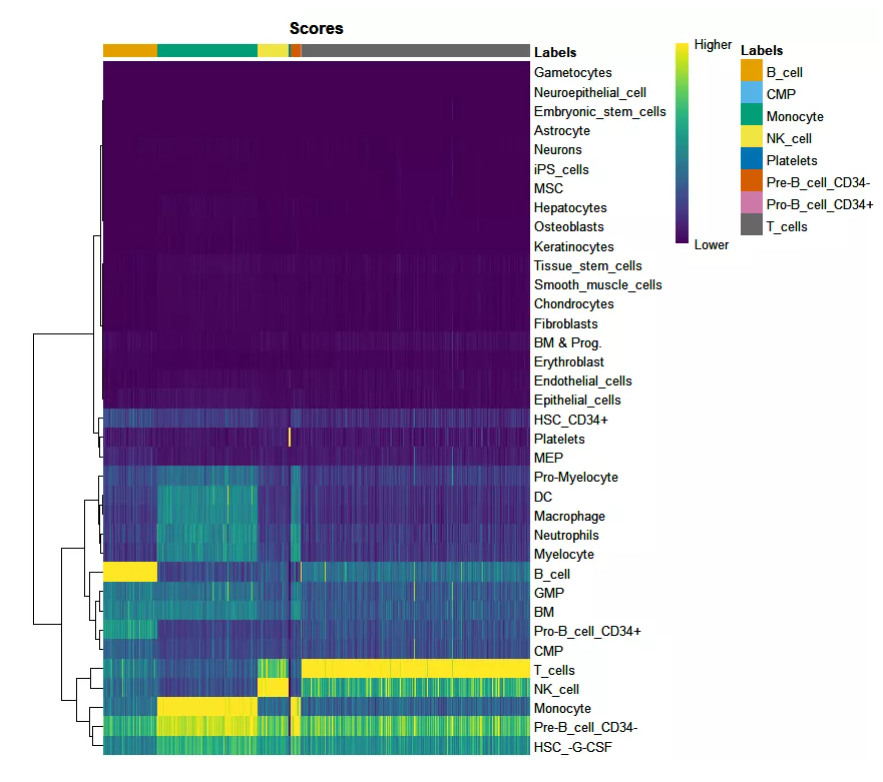 Scores
Labels
Gametocytes
Neuroepithelial_cell
Embryonic_stem_cells
Astrocyte
Neurons
iPS_cells
MSC
Hepatocytes
Osteoblasts
Keratinocytes
Tissue_stem_cells
Smooth_muscle_cells
Chondrocytes
Fibroblasts
BM & Prog.
Erythroblast
Endothelial_cells
Epithelial_cells
HSC_CD34+
Platelets
MEP
Pro-Myelocyte
DC
Macrophage
Neutrophils
Myelocyte
B_cell
GMP
BM
Pro-B_cell_CD34+
CMP
T_cells
NK_cell
Monocyte
Pre-B_cell_CD34-
HSC_-G-CSF
Higher
Lower
Labels
B_cell
CMP
Monocyte
NK_cell
Platelets
Pre-B_cell_CD34-
Pro-B_cell_CD34+
T_cells